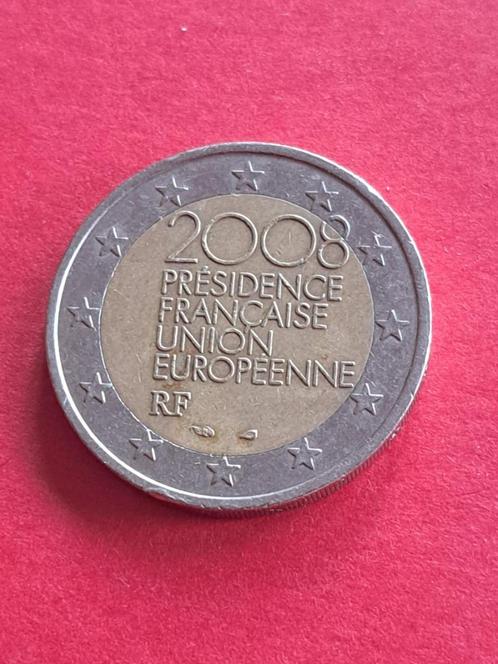 2008
PRÉSIDENCE
FRANÇAISE
UNION
EUROPÉENNE
RF